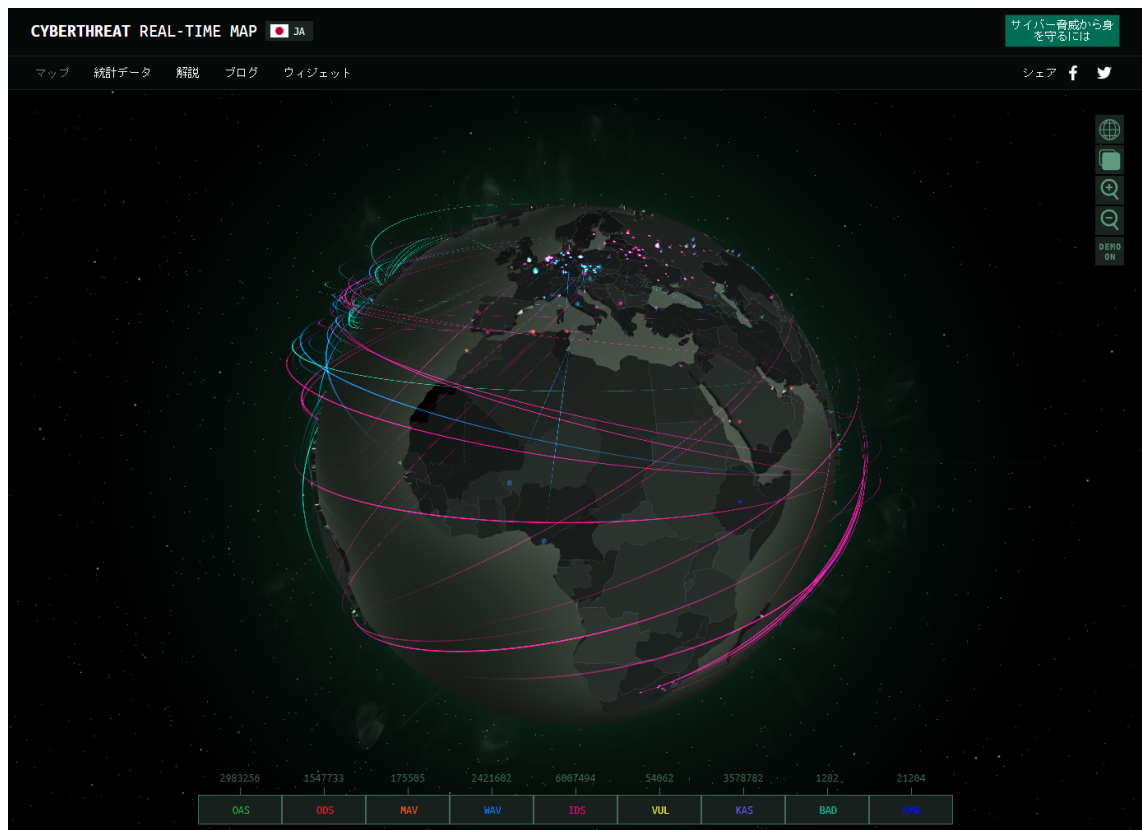 CYBERTHREAT REAL-TIME MAP JA
サイバー脅威から身
を守るには
マップ 統計データ 解説 ブログ ウィジェット
シェア
DEMO
ON
2983256 1547733 175505 2421602 6007494 54062 3578782 1282 21204
OAS ODS MAV WAV IDS VUL KAS BAD RMW